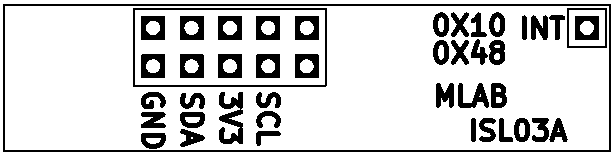 0X10 INT
0X48
GND SDA 3V3 SCL
MLAB
ISL03A